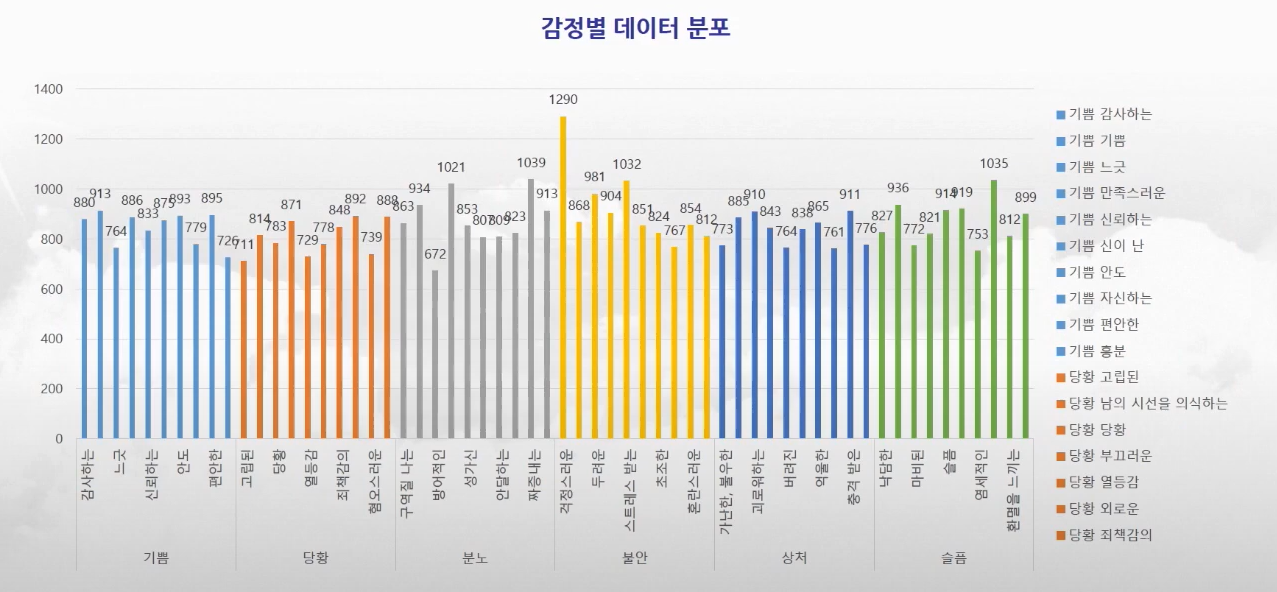 감정별 데이터 분포
1400
1200
1000
800
600
400
200
0
880
913
764
886
833
875
893
779
895
726
711
814
783
871
729
778
848
892
739
888
863
934
672
1021
853
807
809
823
1039
913
1290
868
981
904
1032
851
824
767
854
812
773
885
910
843
764
838
865
761
911
776
827
936
772
821
914
919
753
1035
812
899
감사하는
느긋
신뢰하는
안도
편안한
고립된
당황
열등감
죄책감의
혐오스러운
구역질 나는
방어적인
성가신
안달하는
짜증내는
걱정스러운
두려운
스트레스 받는
초조한
혼란스러운
가난한, 불우한
괴로워하는
버려진
억울한
충격 받은
낙담한
마비된
슬픔
염세적인
환멸을 느끼는
기쁨
당황
분노
불안
상처
슬픔
기쁨 감사하는
기쁨 기쁨
기쁨 느긋
기쁨 만족스러운
기쁨 신뢰하는
기쁨 신이 난
기쁨 안도
기쁨 자신하는
기쁨 편안한
기쁨 흥분
당황 고립된
당황 남의 시선을 의식하는
당황 당황
당황 부끄러운
당황 열등감
당황 외로운
당황 죄책감의